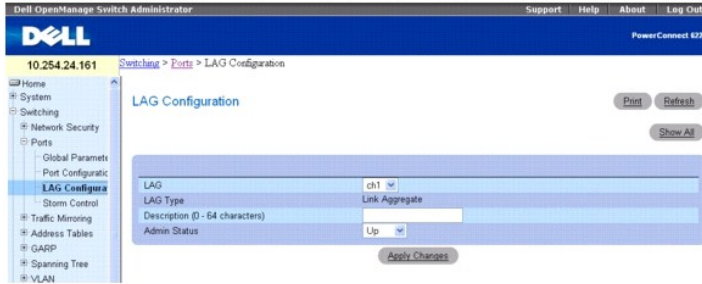 Dell OpenManage Switch Administrator
Support Help About Log Out
DELL
PowerConnect
10.254.24.161
Switching > Ports > LAG Configuration
Home
System
Switching
Network Security
Ports
Global Paramete
Port Configuratic
LAG Configura
Storm Control
Traffic Mirroring
Address Tables
GARP
Spanning Tree
VLAN
LAG Configuration
Print Refresh
Show All
LAG ch1
LAG Type Link Aggregate
Description (0 - 64 characters)
Admin Status Up
Apply Changes